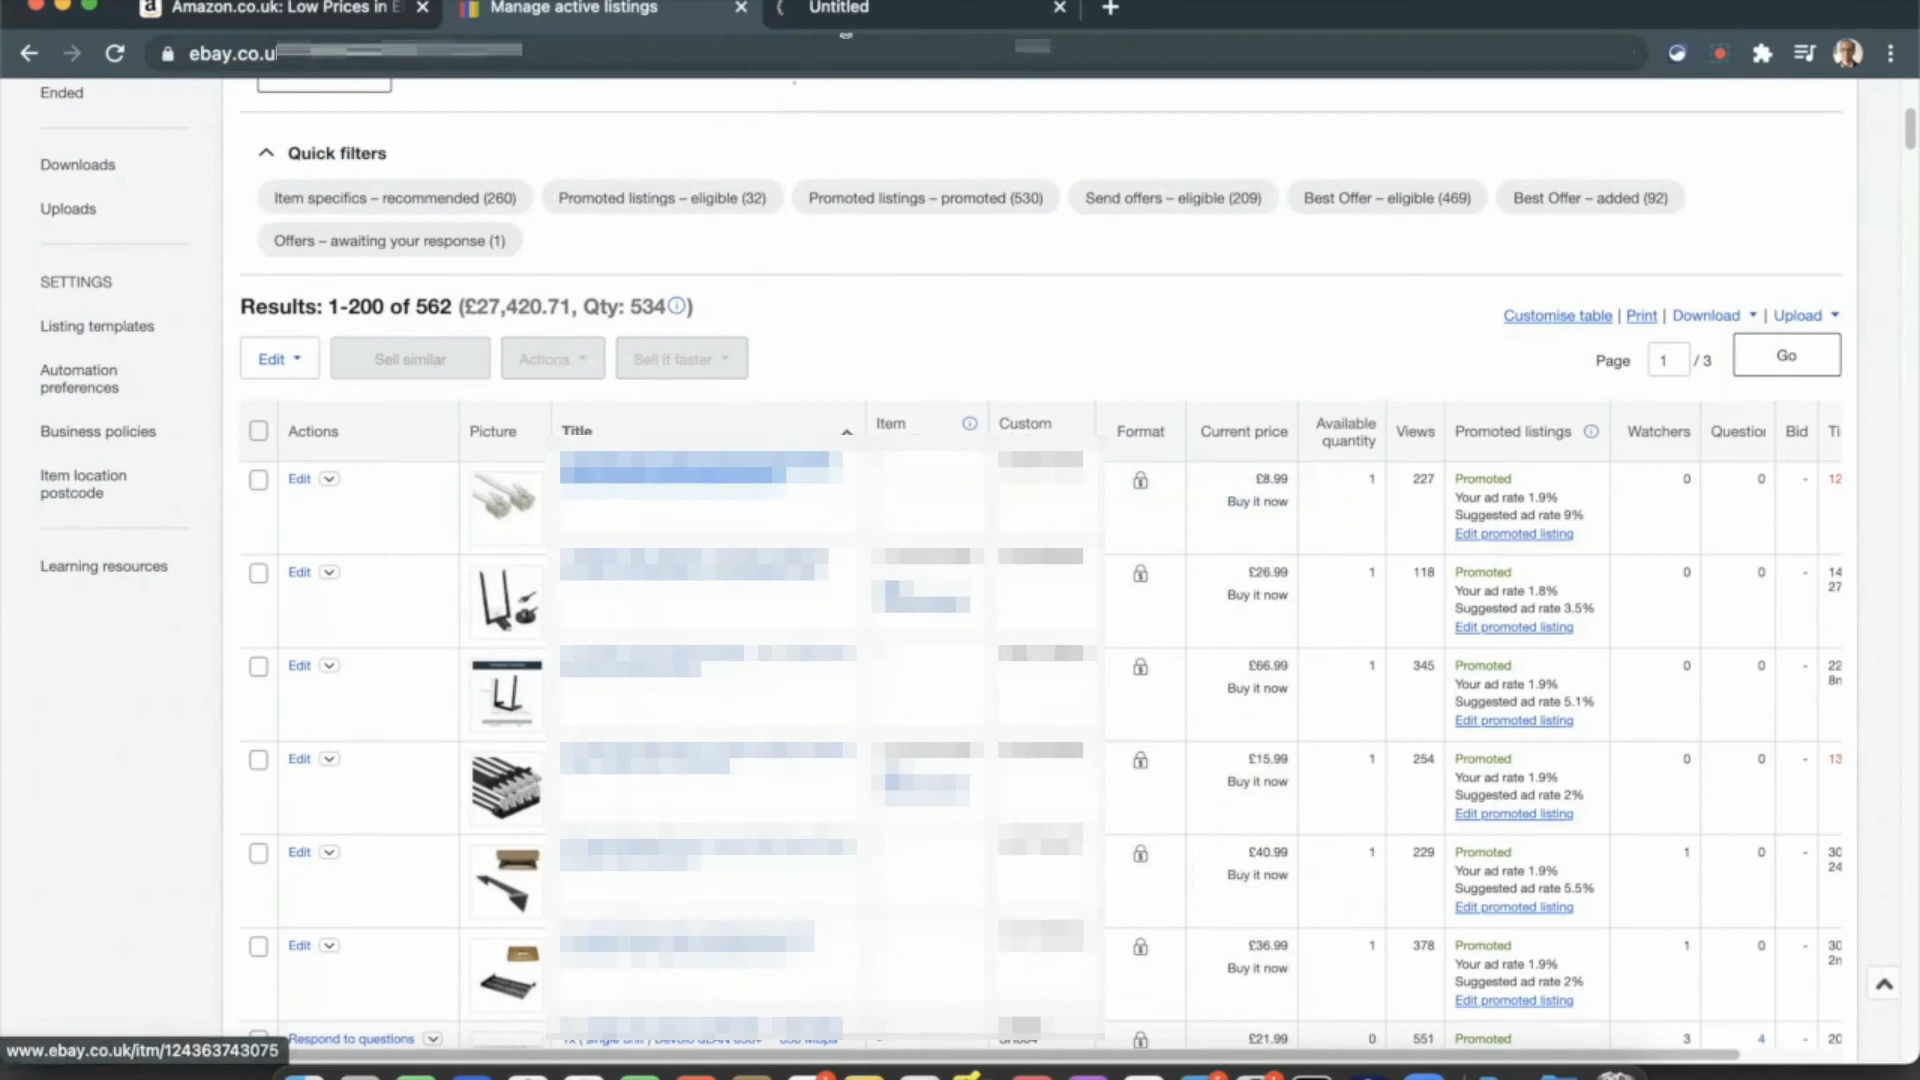 Amazon.co.uk: Low Prices in E
Manage active listings
Untitled
ebay.co.u
Ended
Downloads
Uploads
SETTINGS
Listing templates
Automation
preferences
Business policies
Item location
postcode
Learning resources
Quick filters
Item specifics – recommended (260)
Promoted listings – eligible (32)
Promoted listings – promoted (530)
Send offers – eligible (209)
Best Offer – eligible (469)
Best Offer – added (92)
Offers – awaiting your response (1)
Results: 1-200 of 562 (£27,420.71, Qty: 534)
Customise table | Print | Download | Upload
Edit
Sell similar
Actions
Sell it faster
Page 1 / 3
Go
Actions
Picture
Title
Item
Custom
Format
Current price
Available
quantity
Views
Promoted listings
Watchers
Question
Bid
Ti
Edit
£8.99
Buy it now
1
227
Promoted
Your ad rate 1.9%
Suggested ad rate 9%
Edit promoted listing
0
0
-
12
Edit
£26.99
Buy it now
1
118
Promoted
Your ad rate 1.8%
Suggested ad rate 3.5%
Edit promoted listing
0
0
-
14
27
Edit
£66.99
Buy it now
1
345
Promoted
Your ad rate 1.9%
Suggested ad rate 5.1%
Edit promoted listing
0
0
-
22
8n
Edit
£15.99
Buy it now
1
254
Promoted
Your ad rate 1.9%
Suggested ad rate 2%
Edit promoted listing
0
0
-
13
Edit
£40.99
Buy it now
1
229
Promoted
Your ad rate 1.9%
Suggested ad rate 5.5%
Edit promoted listing
1
0
-
30
24
Edit
£36.99
Buy it now
1
378
Promoted
Your ad rate 1.9%
Suggested ad rate 2%
Edit promoted listing
1
0
-
30
2n
Respond to questions
£21.99
0
551
Promoted
3
4
-
20
www.ebay.co.uk/itm/124363743075